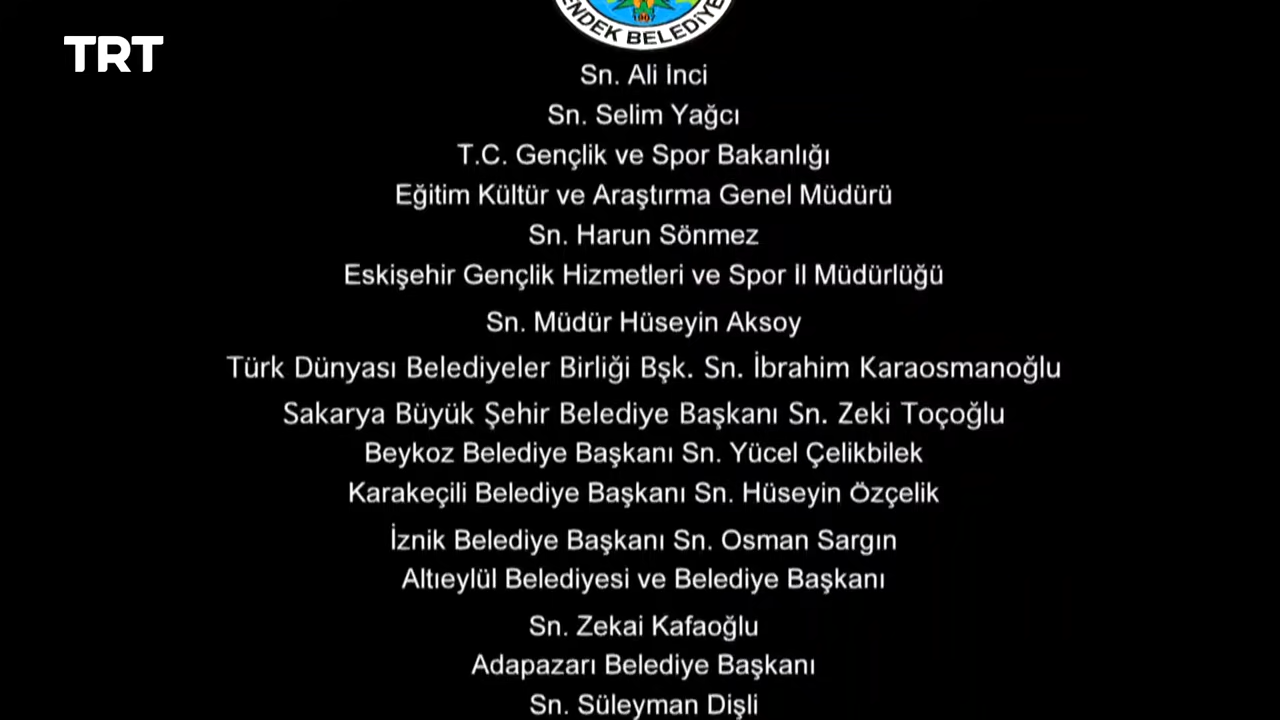 ENDEK BELEDİYE
1907
TRT
Sn. Ali İnci
Sn. Selim Yağcı
T.C. Gençlik ve Spor Bakanlığı
Eğitim Kültür ve Araştırma Genel Müdürü
Sn. Harun Sönmez
Eskişehir Gençlik Hizmetleri ve Spor İl Müdürlüğü
Sn. Müdür Hüseyin Aksoy
Türk Dünyası Belediyeler Birliği Bşk. Sn. İbrahim Karaosmanoğlu
Sakarya Büyük Şehir Belediye Başkanı Sn. Zeki Toçoğlu
Beykoz Belediye Başkanı Sn. Yücel Çelikbilek
Karakeçili Belediye Başkanı Sn. Hüseyin Özçelik
İznik Belediye Başkanı Sn. Osman Sargın
Altıeylül Belediyesi ve Belediye Başkanı
Sn. Zekai Kafaoğlu
Adapazarı Belediye Başkanı
Sn. Süleyman Dişli